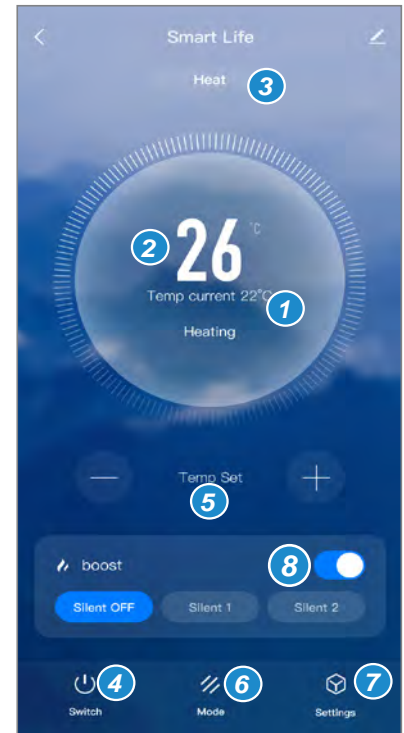 Smart Life
Heat 3
2 26 °C
Temp current 22°C 1
Heating
Temp Set
5
boost 8
Silent OFF Silent 1 Silent 2
4 6 7
Switch Mode Settings